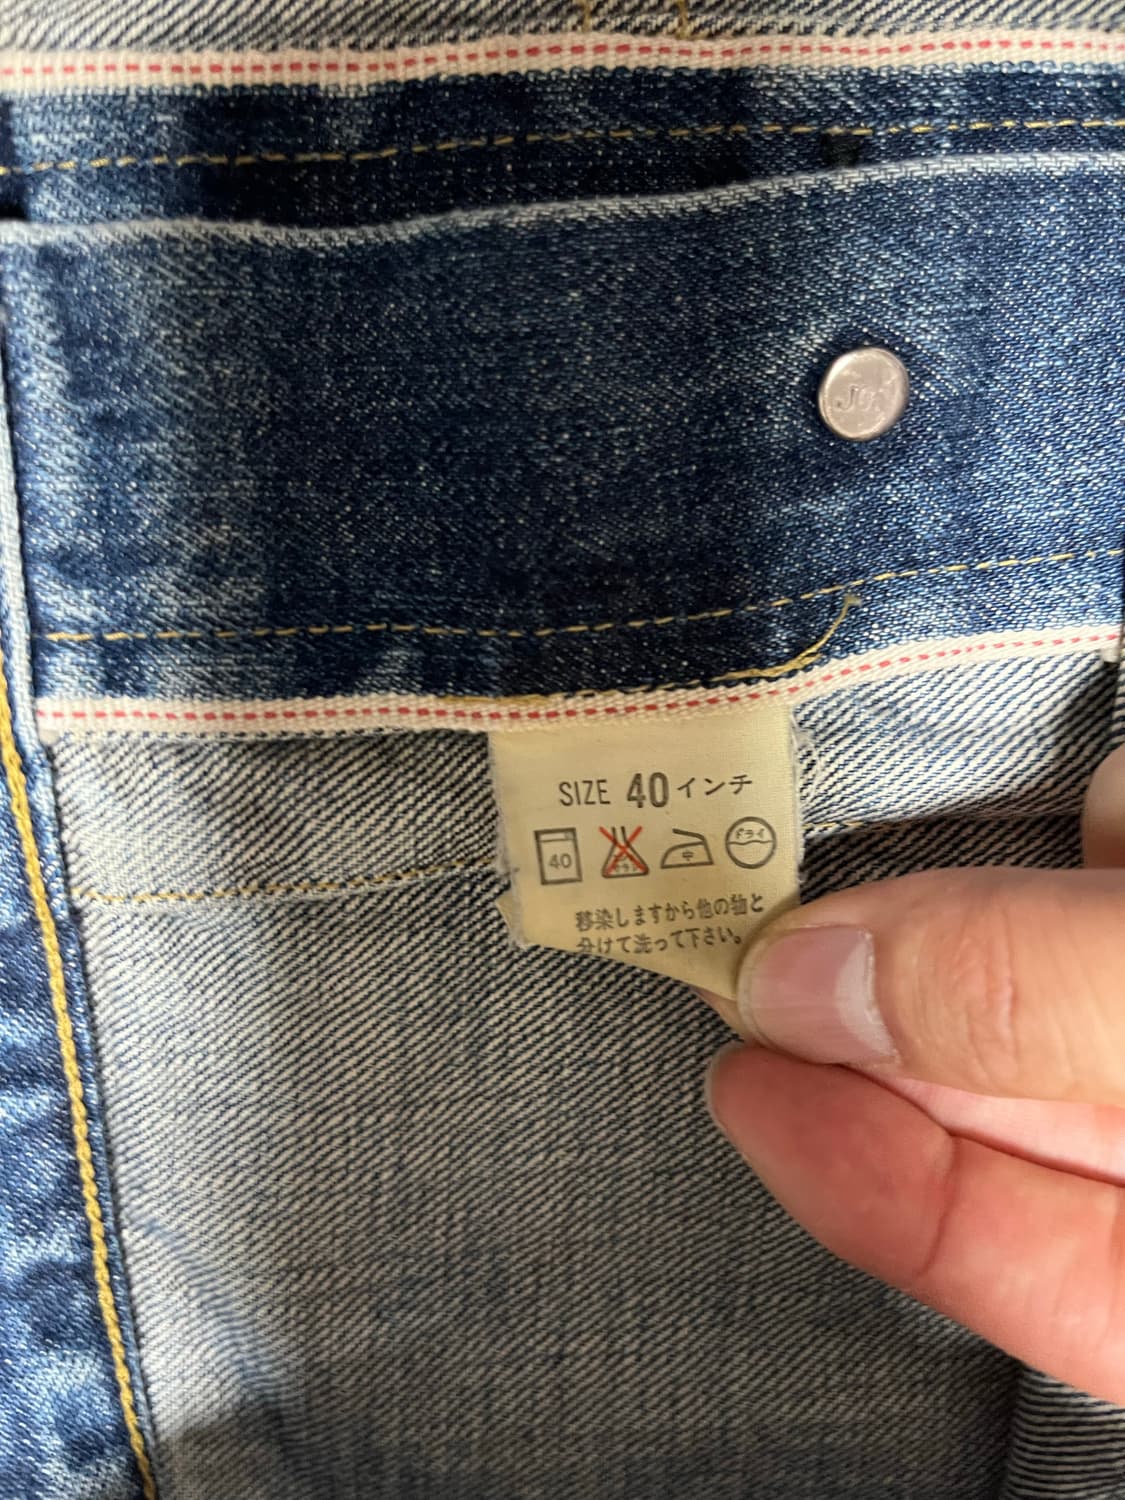 SIZE 40インチ
40
中
ドライ
移染しますから他の物と
分けて洗って下さい。